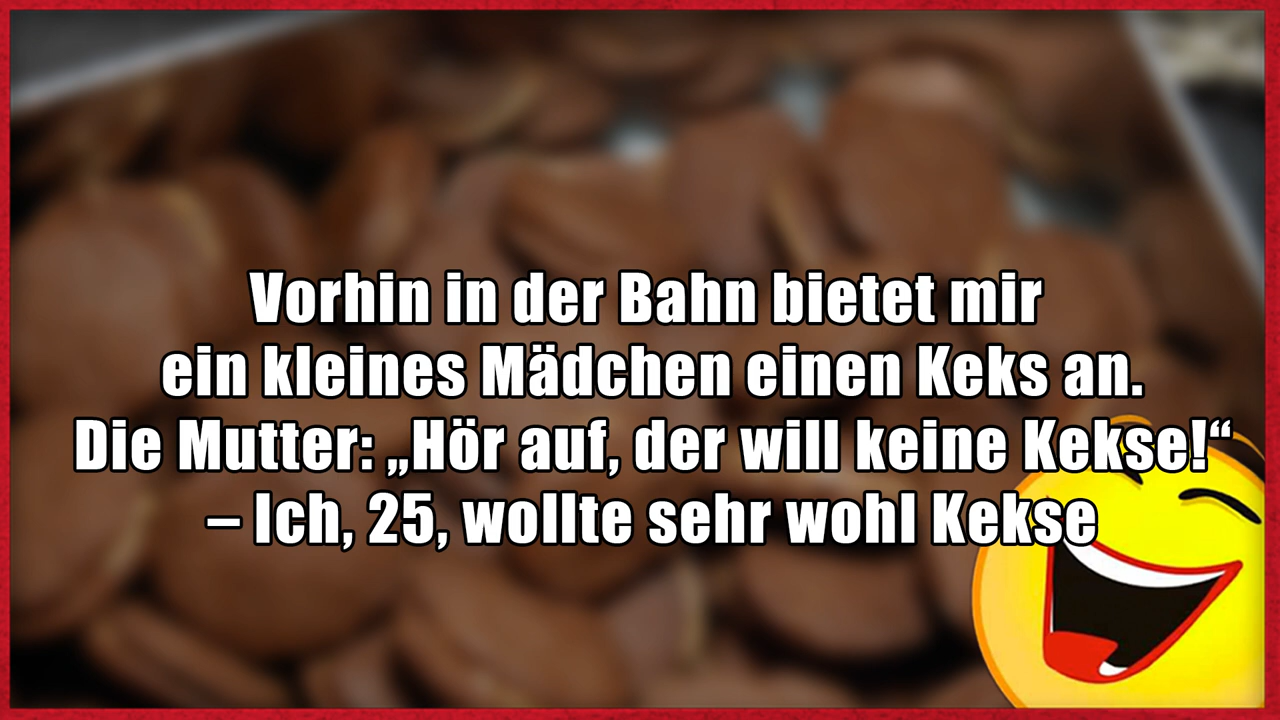 Vorhin in der Bahn bietet mir
ein kleines Mädchen einen Keks an.
Die Mutter: „Hör auf, der will keine Kekse!“
– Ich, 25, wollte sehr wohl Kekse